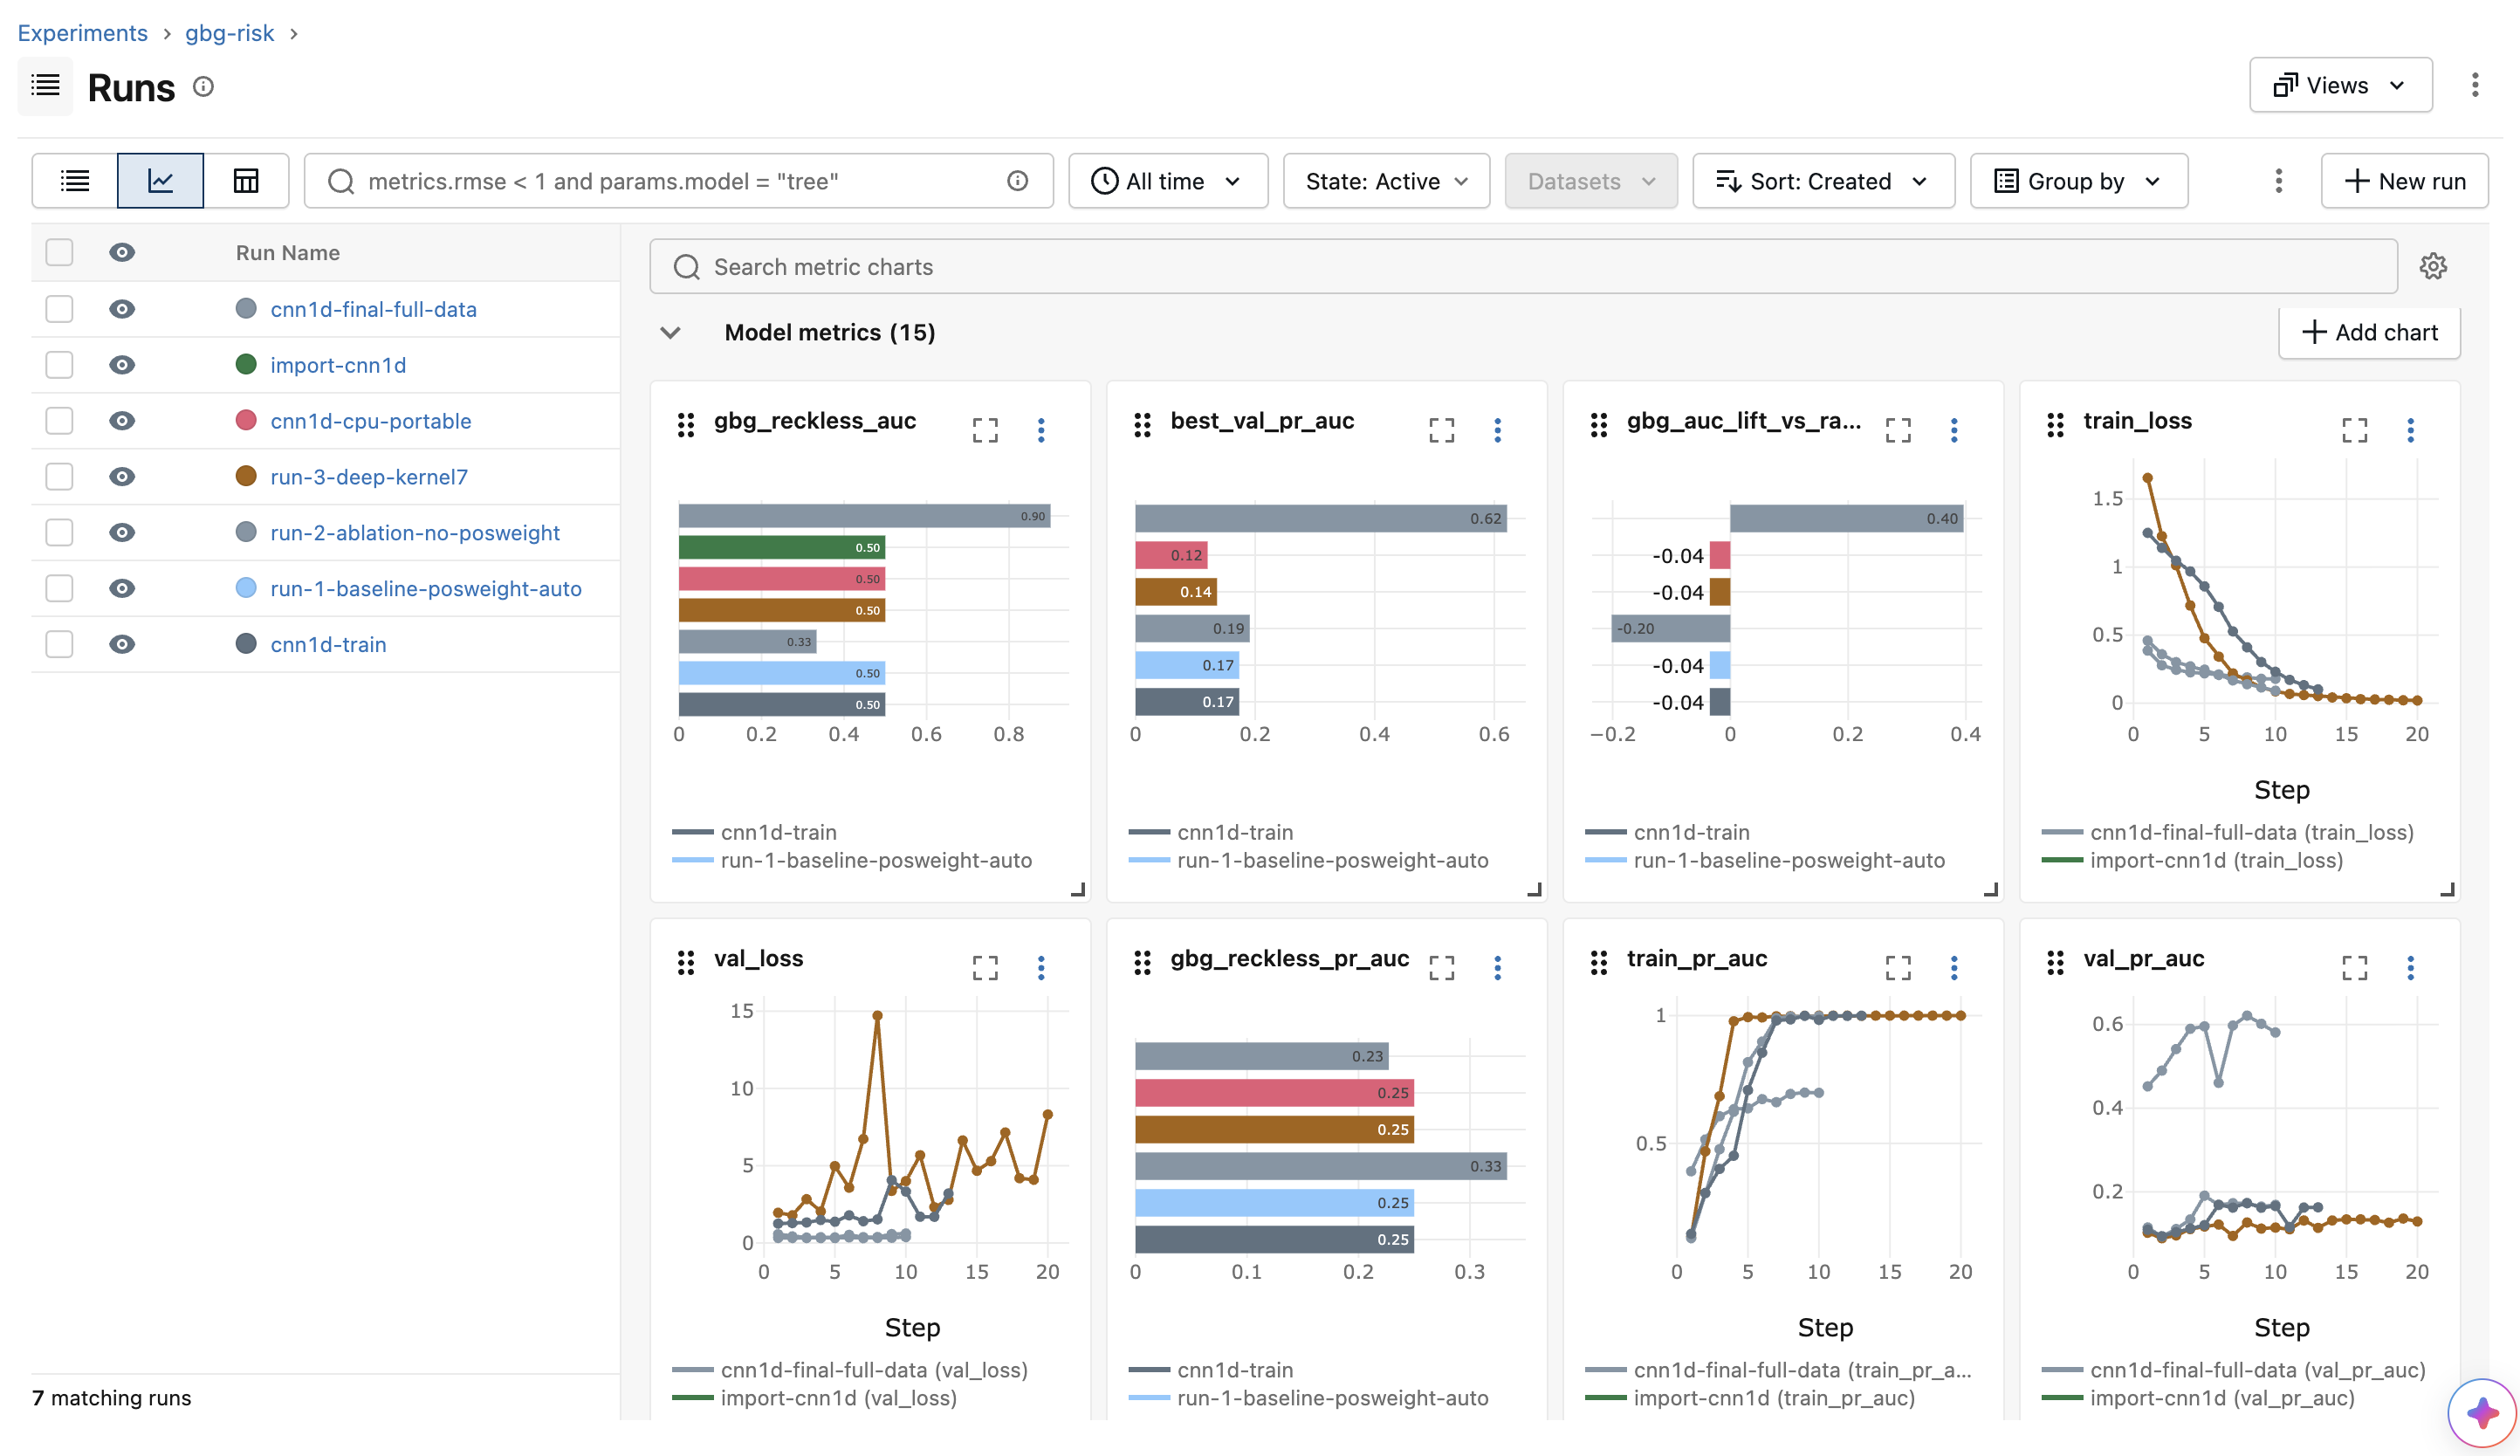 Experiments › gbg-risk ›
Runs
Views
metrics.rmse < 1 and params.model = "tree"
All time
State: Active
Datasets
Sort: Created
Group by
New run
Run Name
cnn1d-final-full-data
import-cnn1d
cnn1d-cpu-portable
run-3-deep-kernel7
run-2-ablation-no-posweight
run-1-baseline-posweight-auto
cnn1d-train
7 matching runs
Search metric charts
Model metrics (15)
Add chart
gbg_reckless_auc
0.90
0.50
0.50
0.50
0.33
0.50
0.50
0 0.2 0.4 0.6 0.8
cnn1d-train
run-1-baseline-posweight-auto
best_val_pr_auc
0.62
0.12
0.14
0.19
0.17
0.17
0 0.2 0.4 0.6
cnn1d-train
run-1-baseline-posweight-auto
gbg_auc_lift_vs_ra...
0.40
-0.04
-0.04
-0.20
-0.04
-0.04
−0.2 0 0.2 0.4
cnn1d-train
run-1-baseline-posweight-auto
train_loss
1.5
1
0.5
0
0 5 10 15 20
Step
cnn1d-final-full-data (train_loss)
import-cnn1d (train_loss)
val_loss
15
10
5
0
0 5 10 15 20
Step
cnn1d-final-full-data (val_loss)
import-cnn1d (val_loss)
gbg_reckless_pr_auc
0.23
0.25
0.25
0.33
0.25
0.25
0 0.1 0.2 0.3
cnn1d-train
run-1-baseline-posweight-auto
train_pr_auc
1
0.5
0 5 10 15 20
Step
cnn1d-final-full-data (train_pr_a...
import-cnn1d (train_pr_auc)
val_pr_auc
0.6
0.4
0.2
0 5 10 15 20
Step
cnn1d-final-full-data (val_pr_auc)
import-cnn1d (val_pr_auc)